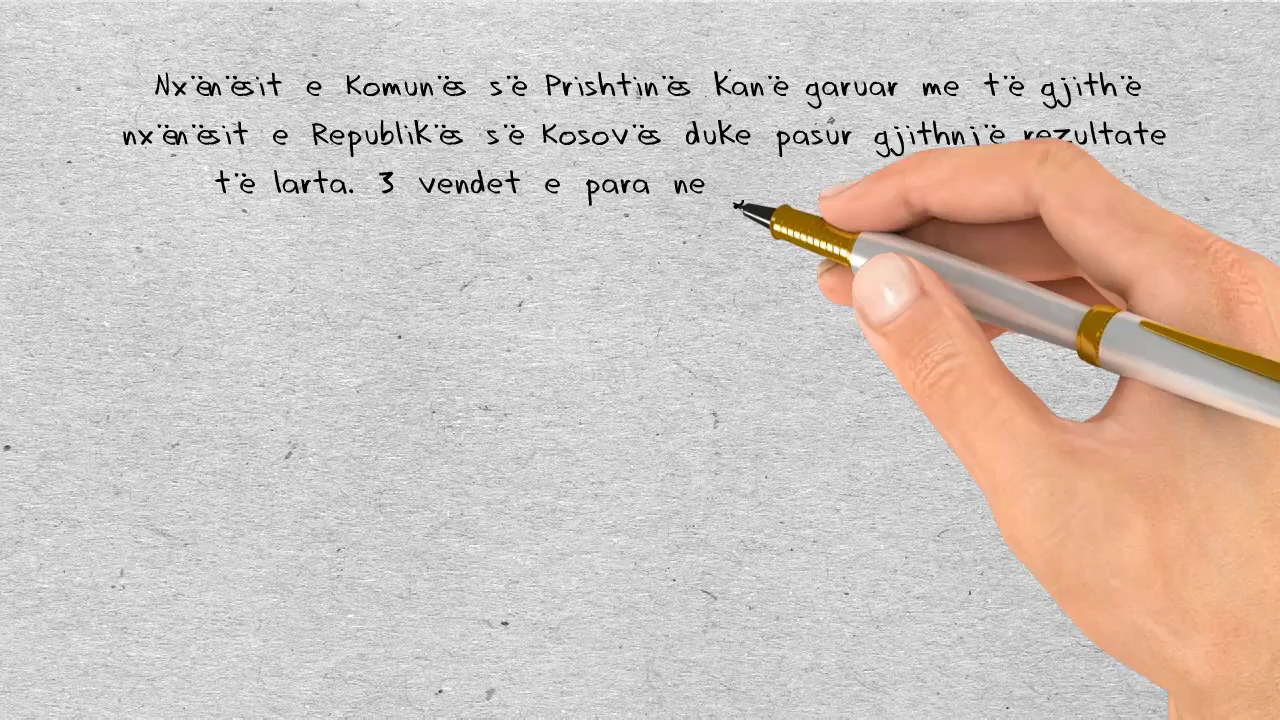 Nxënësit e Komunës së Prishtinës Kanë garuar me të gjithë
nxënësit e Republikës së Kosovës duke pasur gjithnjë rezultate
të larta. 3 vendet e para ne